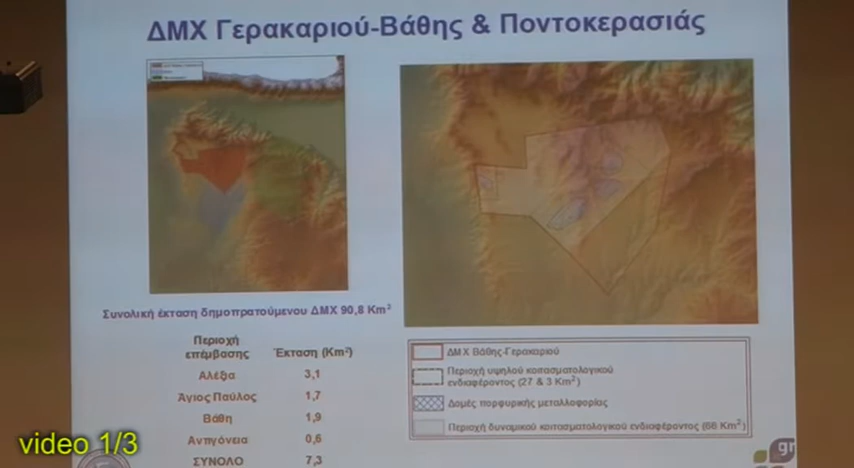 ΔΜΧ Γερακαριού-Βάθης & Ποντοκερασιάς
Συνολική έκταση δημοπρατούμενου ΔΜΧ 90,8 Km²
Περιοχή επέμβασης Έκταση (Km²)
Αλέξια 3,1
Άγιος Παύλος 1,7
Βάθη 1,9
Αντιγόνεια 0,6
ΣΥΝΟΛΟ 7,3
ΔΜΧ Βάθης-Γερακαριού
Περιοχή υψηλού κοιτασματολογικού
ενδιαφέροντος (27 & 3 Km²)
Δομές πορφυρικής μεταλλοφορίας
Περιοχή δυναμικού κοιτασματολογικού ενδιαφέροντος (68 Km²)
video 1/3
gr